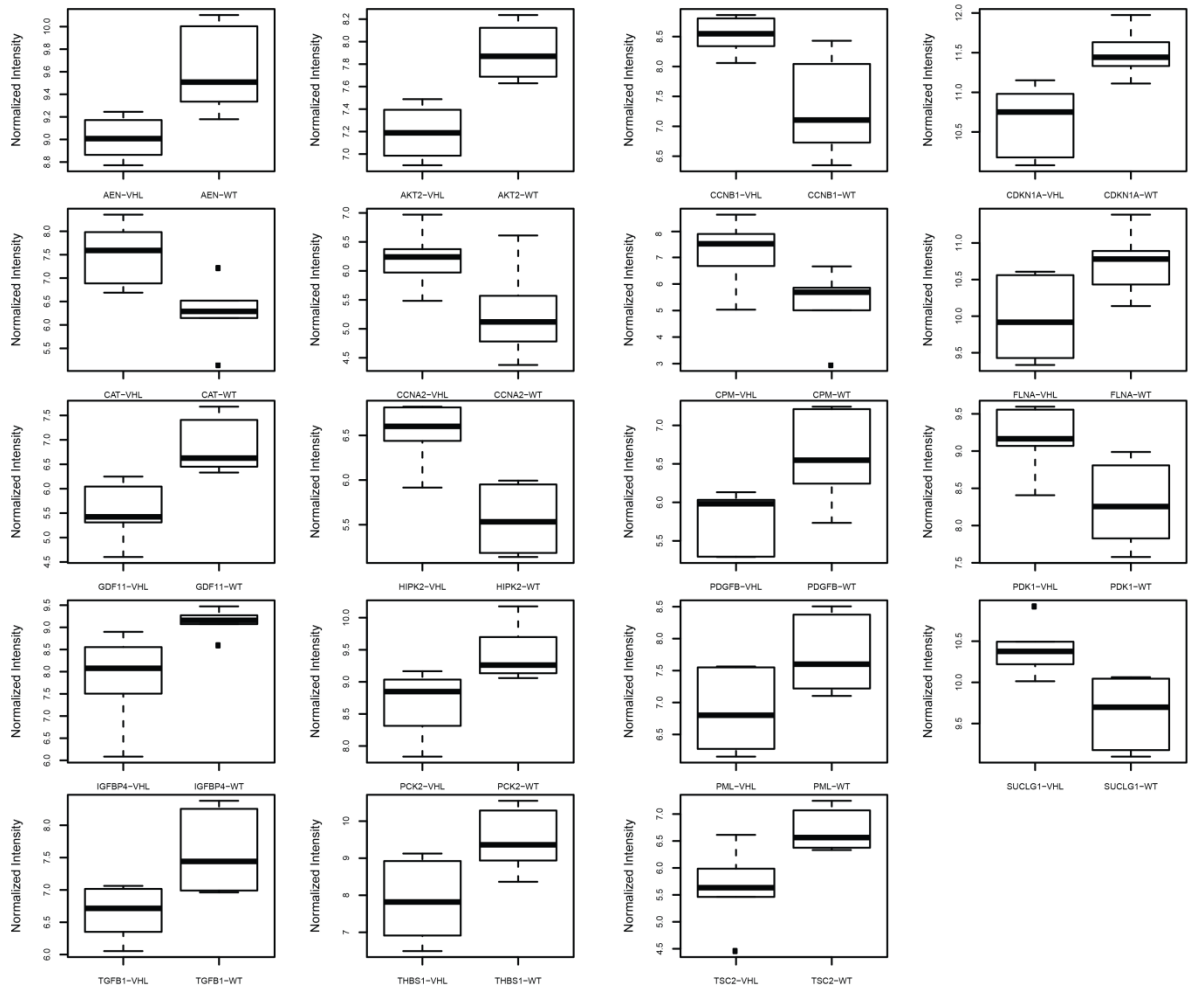 Normalized Intensity
8.8 9.0 9.2 9.4 9.6 9.8 10.0
AEN−VHL AEN−WT
Normalized Intensity
7.0 7.2 7.4 7.6 7.8 8.0 8.2
AKT2−VHL AKT2−WT
Normalized Intensity
6.5 7.0 7.5 8.0 8.5
CCNB1−VHL CCNB1−WT
Normalized Intensity
10.5 11.0 11.5 12.0
CDKN1A−VHL CDKN1A−WT
Normalized Intensity
5.5 6.0 6.5 7.0 7.5 8.0
CAT−VHL CAT−WT
Normalized Intensity
4.5 5.0 5.5 6.0 6.5 7.0
CCNA2−VHL CCNA2−WT
Normalized Intensity
3 4 5 6 7 8
CPM−VHL CPM−WT
Normalized Intensity
9.5 10.0 10.5 11.0
FLNA−VHL FLNA−WT
Normalized Intensity
4.5 5.0 5.5 6.0 6.5 7.0 7.5
GDF11−VHL GDF11−WT
Normalized Intensity
5.5 6.0 6.5
HIPK2−VHL HIPK2−WT
Normalized Intensity
5.5 6.0 6.5 7.0
PDGFB−VHL PDGFB−WT
Normalized Intensity
7.5 8.0 8.5 9.0 9.5
PDK1−VHL PDK1−WT
Normalized Intensity
6.0 6.5 7.0 7.5 8.0 8.5 9.0 9.5
IGFBP4−VHL IGFBP4−WT
Normalized Intensity
8.0 8.5 9.0 9.5 10.0
PCK2−VHL PCK2−WT
Normalized Intensity
6.5 7.0 7.5 8.0 8.5
PML−VHL PML−WT
Normalized Intensity
9.5 10.0 10.5
SUCLG1−VHL SUCLG1−WT
Normalized Intensity
6.0 6.5 7.0 7.5 8.0
TGFB1−VHL TGFB1−WT
Normalized Intensity
7 8 9 10
THBS1−VHL THBS1−WT
Normalized Intensity
4.5 5.0 5.5 6.0 6.5 7.0
TSC2−VHL TSC2−WT